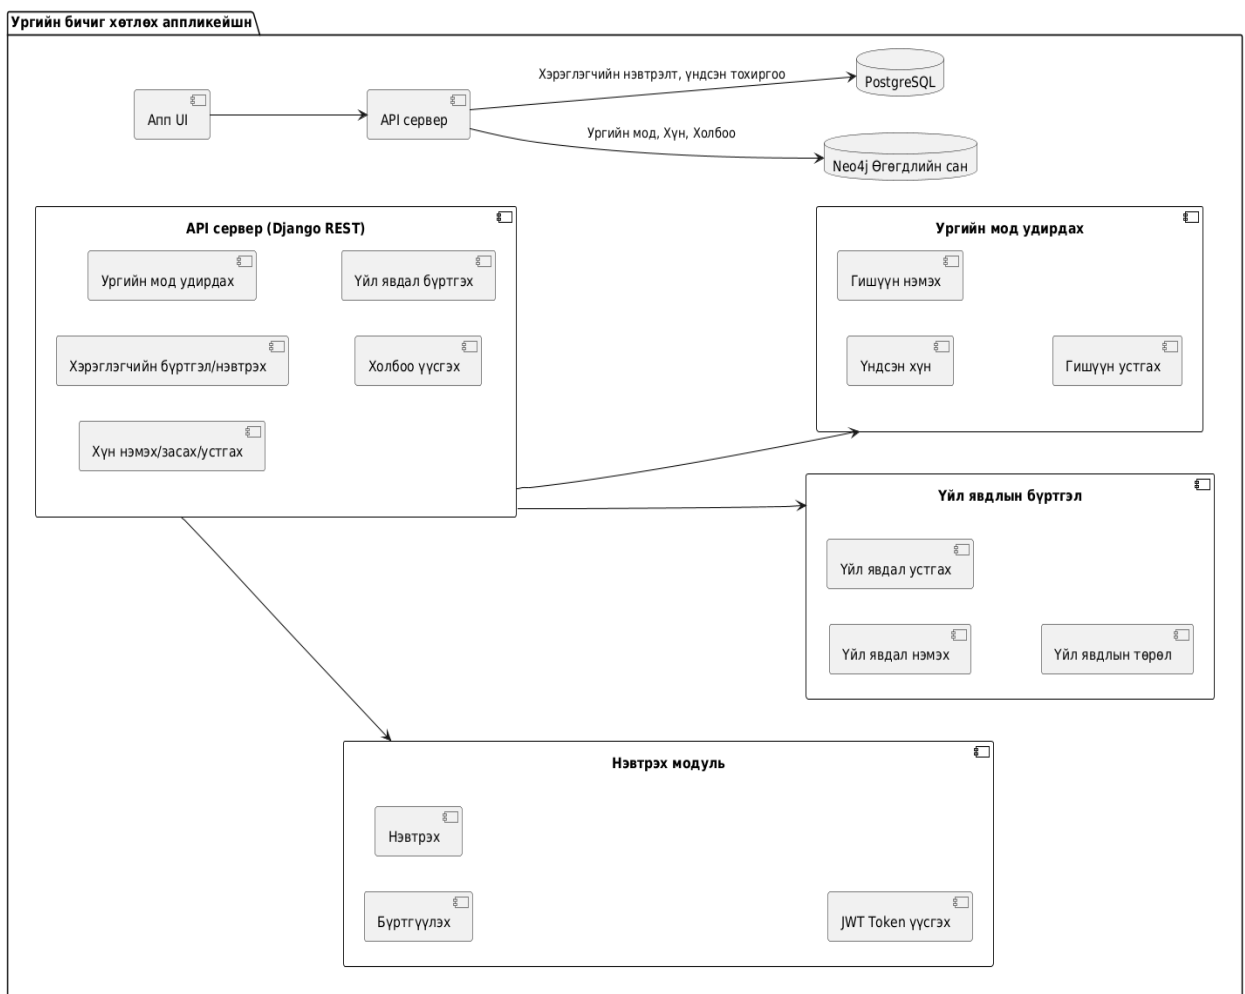 Ургийн бичиг хөтлөх аппликейшн
Апп UI
API сервер
Хэрэглэгчийн нэвтрэлт, үндсэн тохиргоо
PostgreSQL
Ургийн мод, Хүн, Холбоо
Neo4j Өгөгдлийн сан
API сервер (Django REST)
Ургийн мод удирдах
Үйл явдал бүртгэх
Хэрэглэгчийн бүртгэл/нэвтрэх
Холбоо үүсгэх
Хүн нэмэх/засах/устгах
Ургийн мод удирдах
Гишүүн нэмэх
Үндсэн хүн
Гишүүн устгах
Үйл явдлын бүртгэл
Үйл явдал устгах
Үйл явдал нэмэх
Үйл явдлын төрөл
Нэвтрэх модуль
Нэвтрэх
Бүртгүүлэх
JWT Token үүсгэх